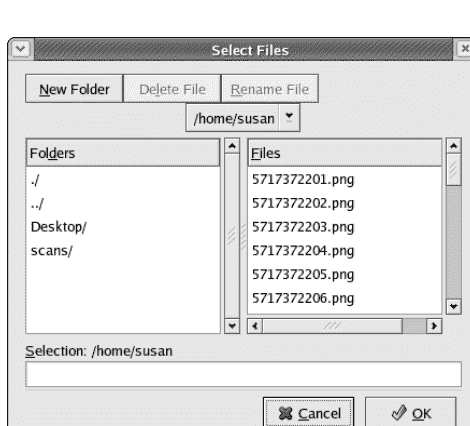 Select Files
New Folder Delete File Rename File
/home/susan
Folders Files
./ 5717372201.png
../ 5717372202.png
Desktop/ 5717372203.png
scans/ 5717372204.png
5717372205.png
5717372206.png
Selection: /home/susan
Cancel OK